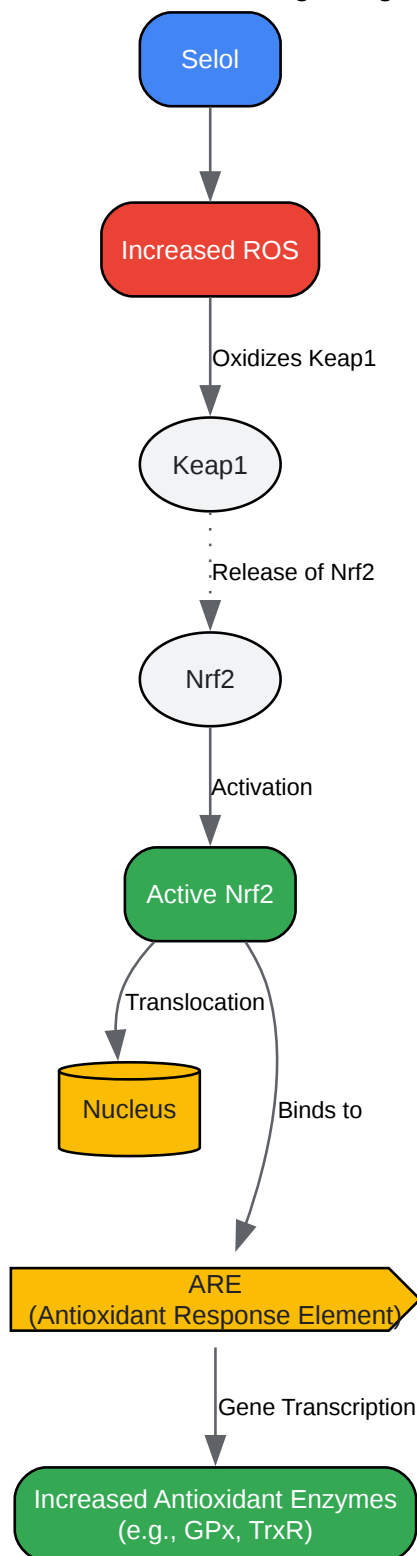 Selol
Increased ROS
Oxidizes Keap1
Keap1
Release of Nrf2
Nrf2
Activation
Active Nrf2
Translocation
Nucleus
Binds to
ARE
(Antioxidant Response Element)
Gene Transcription
Increased Antioxidant Enzymes
(e.g., GPx, TrxR)